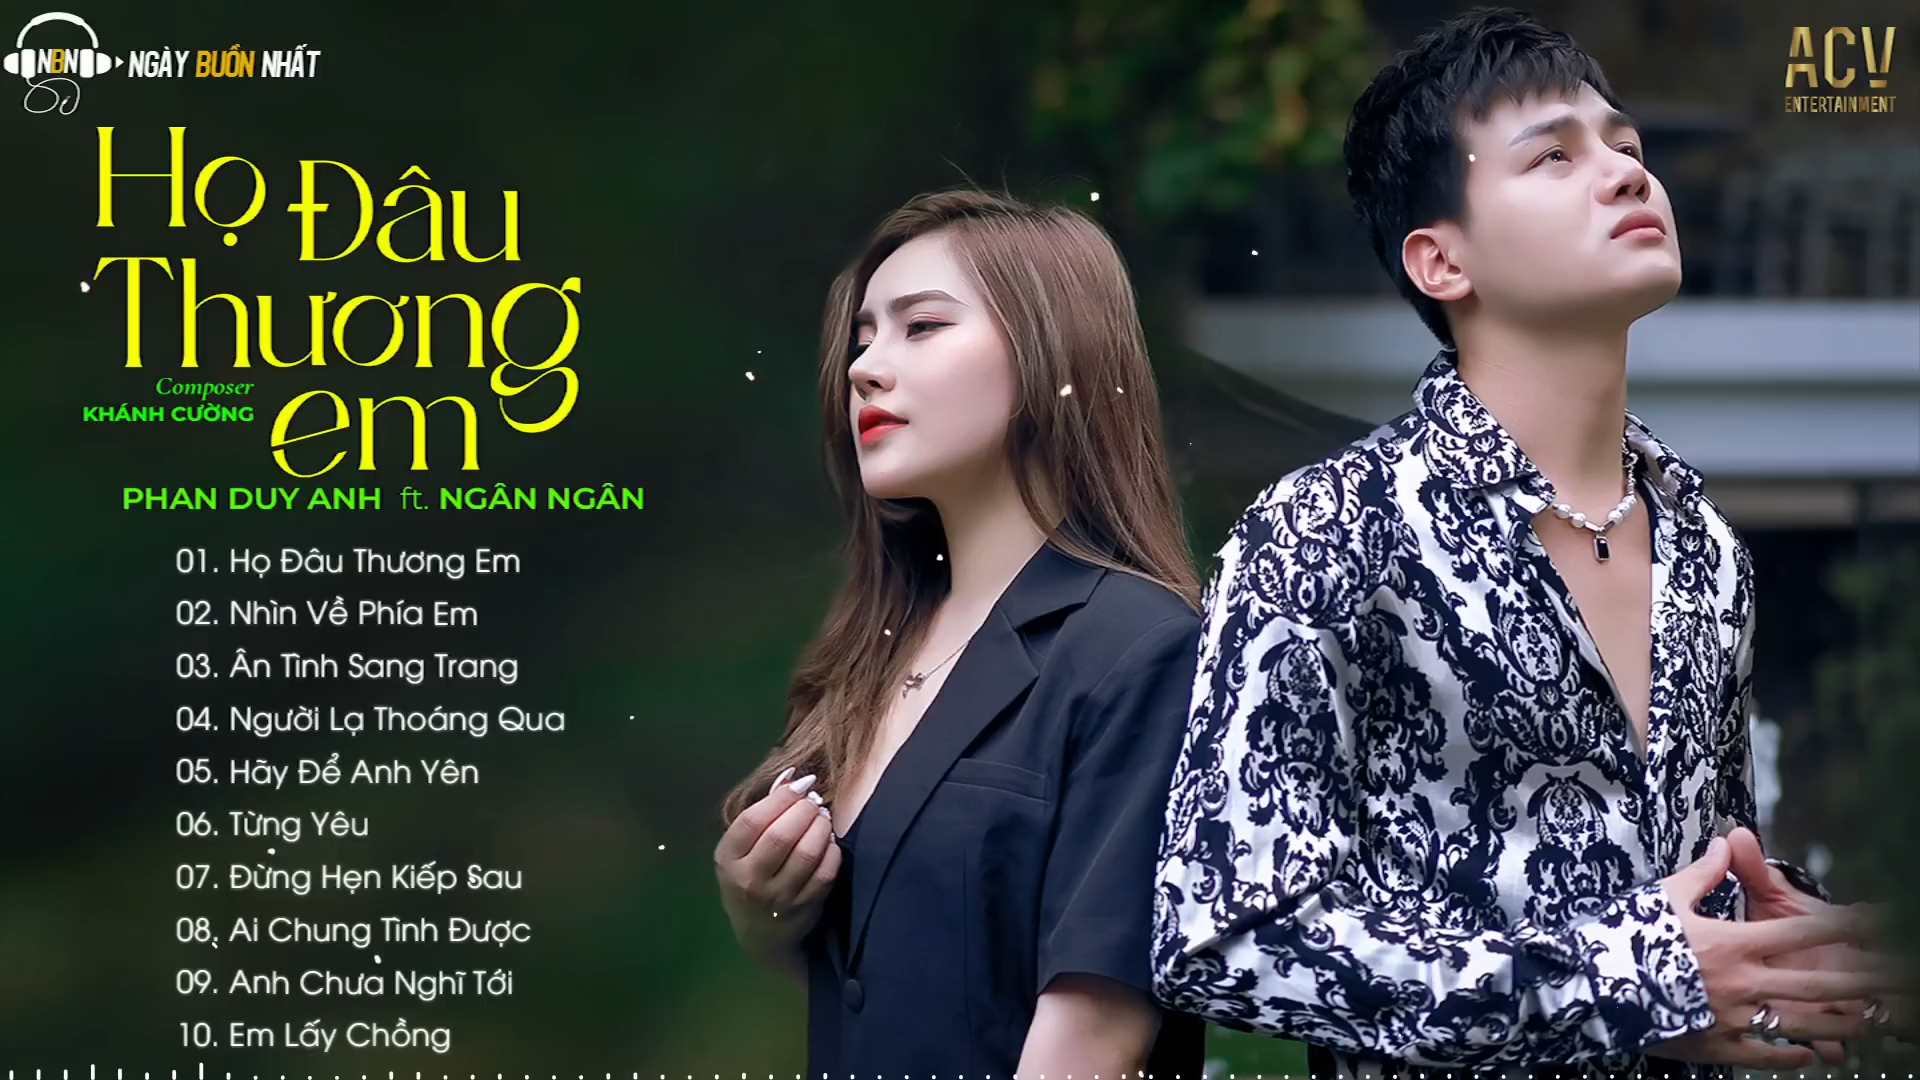 NBN
NGÀY BUỒN NHẤT
ACV
ENTERTAINMENT
Họ Đâu
Thương
em
Composer
KHÁNH CƯỜNG
PHAN DUY ANH ft. NGÂN NGÂN
01. Họ Đâu Thương Em
02. Nhìn Về Phía Em
03. Ân Tình Sang Trang
04. Người Lạ Thoáng Qua
05. Hãy Để Anh Yên
06. Từng Yêu
07. Đừng Hẹn Kiếp Sau
08. Ai Chung Tình Được
09. Anh Chưa Nghĩ Tới
10. Em Lấy Chồng